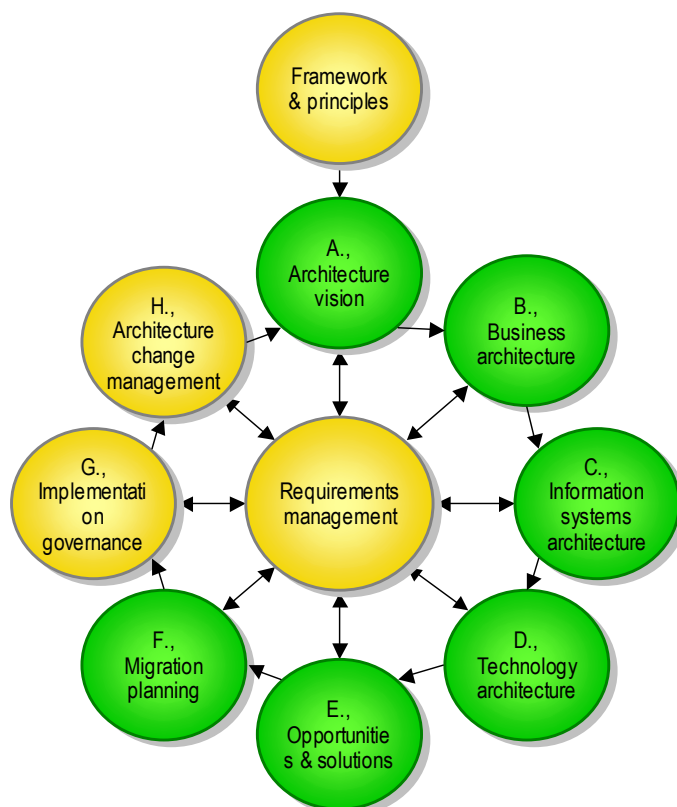 Framework
& principles
A.,
Architecture
vision
B.,
Business
architecture
C.,
Information
systems
architecture
D.,
Technology
architecture
E.,
Opportunitie
s & solutions
F.,
Migration
planning
G.,
Implementati
on
governance
H.,
Architecture
change
management
Requirements
management